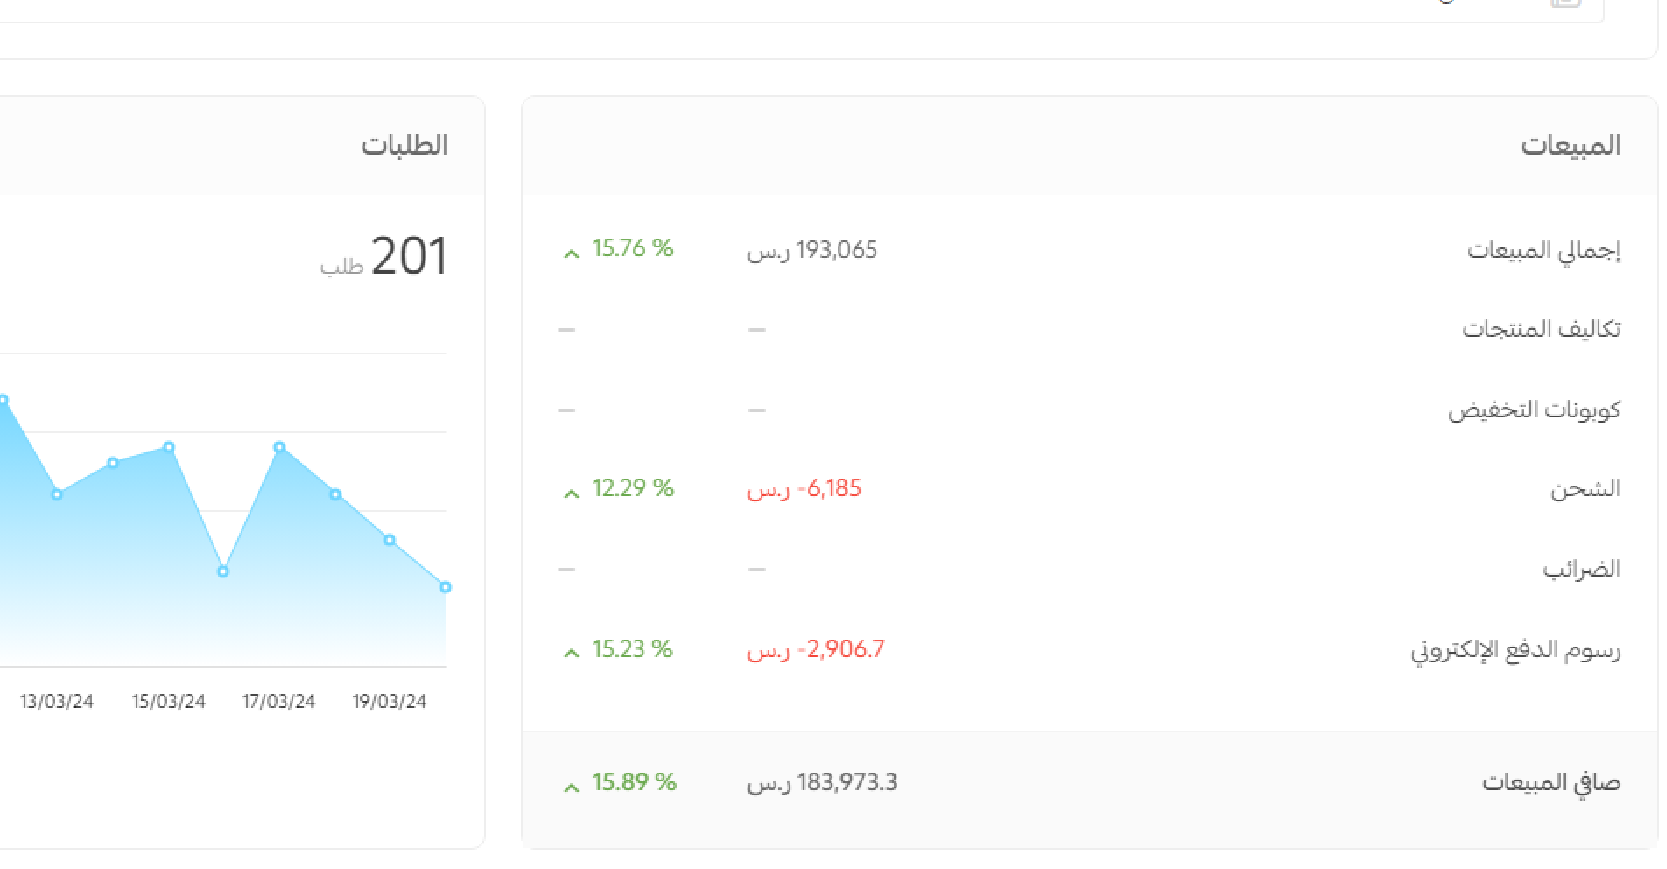 المبيعات
إجمالي المبيعات 193,065 ر.س 15.76 %
تكاليف المنتجات – –
كوبونات التخفيض – –
الشحن -6,185 ر.س 12.29 %
الضرائب – –
رسوم الدفع الإلكتروني -2,906.7 ر.س 15.23 %
صافي المبيعات 183,973.3 ر.س 15.89 %
الطلبات
201 طلب
13/03/24 15/03/24 17/03/24 19/03/24